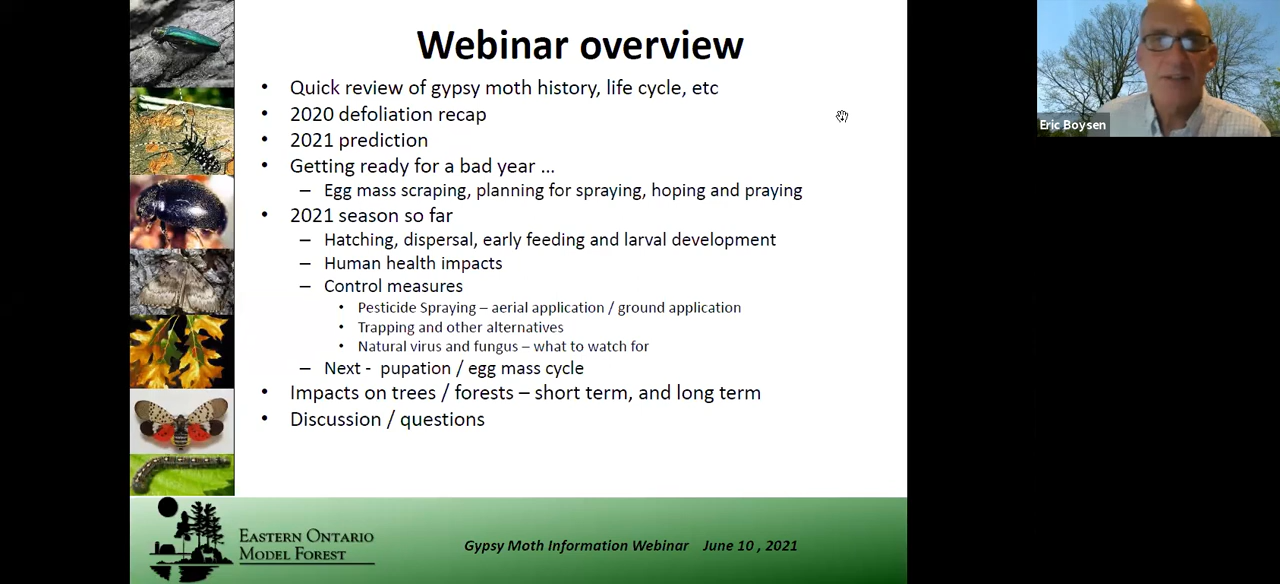 Webinar overview
• Quick review of gypsy moth history, life cycle, etc
• 2020 defoliation recap
• 2021 prediction
• Getting ready for a bad year ...
– Egg mass scraping, planning for spraying, hoping and praying
• 2021 season so far
– Hatching, dispersal, early feeding and larval development
– Human health impacts
– Control measures
• Pesticide Spraying – aerial application / ground application
• Trapping and other alternatives
• Natural virus and fungus – what to watch for
– Next - pupation / egg mass cycle
• Impacts on trees / forests – short term, and long term
• Discussion / questions
Eastern Ontario
Model Forest
Gypsy Moth Information Webinar June 10 , 2021
Eric Boysen